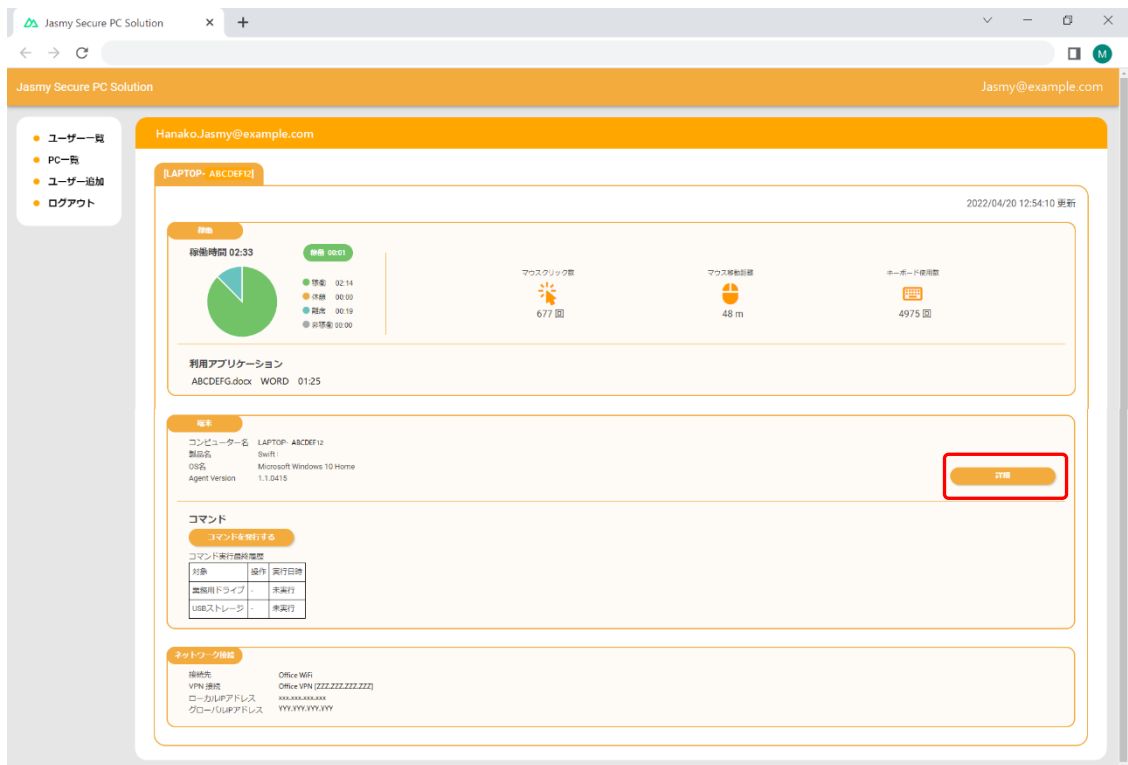 Jasmy Secure PC Solution
M
Jasmy Secure PC Solution
Jasmy@example.com
ユーザー一覧
PC一覧
ユーザー追加
ログアウト
Hanako.Jasmy@example.com
[LAPTOP- ABCDEF12]
2022/04/20 12:54:10 更新
稼働
稼働時間 02:33
稼働 00:01
稼働 02:14
休憩 00:00
離席 00:19
非稼働 00:00
マウスクリック数
677 回
マウス移動距離
48 m
キーボード使用数
4975 回
利用アプリケーション
ABCDEFG.docx WORD 01:25
端末
コンピューター名 LAPTOP- ABCDEF12
製品名 Swift
OS名 Microsoft Windows 10 Home
Agent Version 1.1.0415
詳細
コマンド
コマンドを発行する
コマンド実行最終履歴
対象 操作 実行日時
業務用ドライブ - 未実行
USBストレージ - 未実行
ネットワーク接続
接続先 Office WiFi
VPN 接続 Office VPN [ZZZ.ZZZ.ZZZ.ZZZ]
ローカルIPアドレス xxx.xxx.xxx.xxx
グローバルIPアドレス YYY.YYY.YYY.YYY